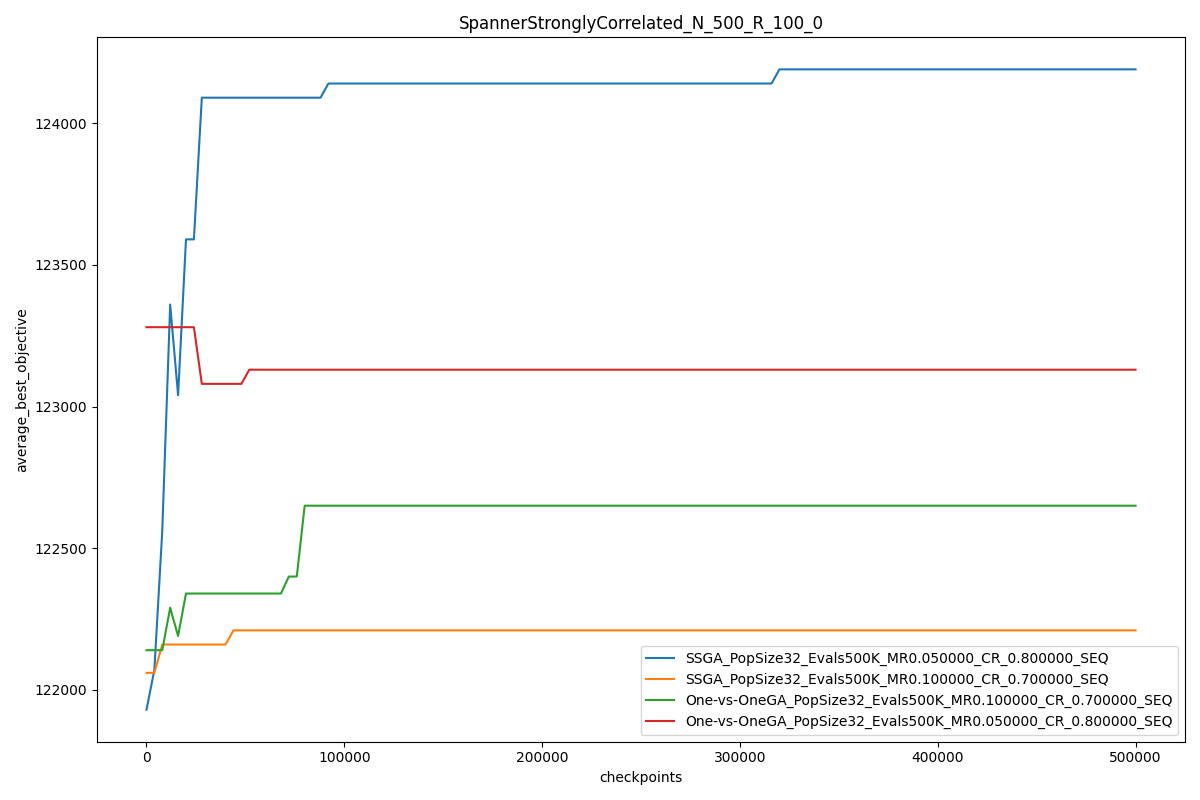 SpannerStronglyCorrelated_N_500_R_100_0
124000
123500
123000
122500
122000
average_best_objective
SSGA_PopSize32_Evals500K_MR0.050000_CR_0.800000_SEQ
SSGA_PopSize32_Evals500K_MR0.100000_CR_0.700000_SEQ
One-vs-OneGA_PopSize32_Evals500K_MR0.100000_CR_0.700000_SEQ
One-vs-OneGA_PopSize32_Evals500K_MR0.050000_CR_0.800000_SEQ
0 100000 200000 300000 400000 500000
checkpoints